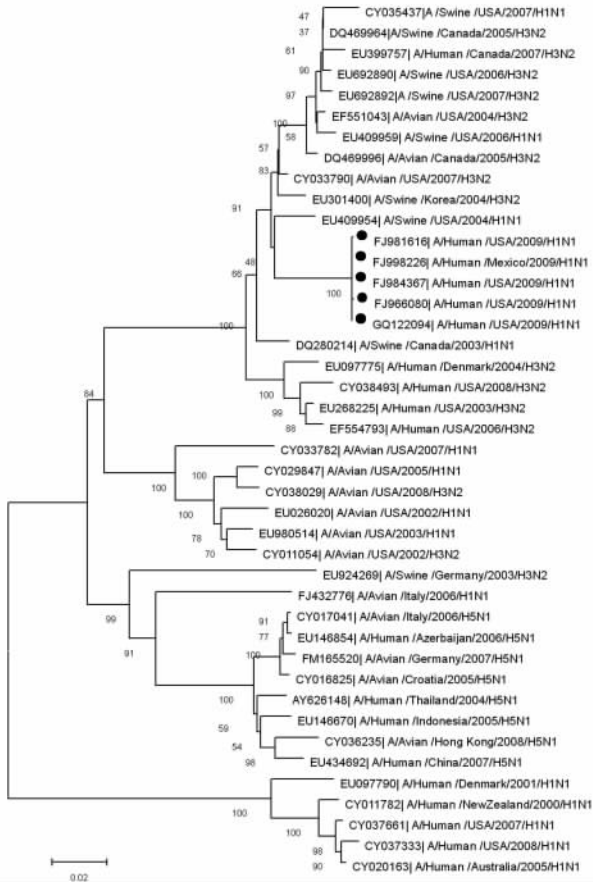 47
CY035437| A/Swine /USA/2007/H1N1
37
DQ469964| A/Swine /Canada/2005/H3N2
61
EU399757| A/Human /Canada/2007/H3N2
90
EU692890| A/Swine /USA/2006/H3N2
97
EU692892| A/Swine /USA/2007/H3N2
EF551043| A/Avian /USA/2004/H3N2
100
58
EU409959| A/Swine /USA/2006/H1N1
57
DQ469996| A/Avian /Canada/2005/H3N2
83
CY033790| A/Avian /USA/2007/H3N2
EU301400| A/Swine /Korea/2004/H3N2
91
EU409954| A/Swine /USA/2004/H1N1
FJ981616| A/Human /USA/2009/H1N1
48
FJ998226| A/Human /Mexico/2009/H1N1
66
FJ984367| A/Human /USA/2009/H1N1
100
FJ966080| A/Human /USA/2009/H1N1
100
GQ122094| A/Human /USA/2009/H1N1
DQ280214| A/Swine /Canada/2003/H1N1
EU097775| A/Human /Denmark/2004/H3N2
84
100
CY038493| A/Human /USA/2008/H3N2
99
EU268225| A/Human /USA/2003/H3N2
88
EF554793| A/Human /USA/2006/H3N2
CY033782| A/Avian /USA/2007/H1N1
100
CY029847| A/Avian /USA/2005/H1N1
100
CY038029| A/Avian /USA/2008/H3N2
100
EU026020| A/Avian /USA/2002/H1N1
78
EU980514| A/Avian /USA/2003/H1N1
70
CY011054| A/Avian /USA/2002/H3N2
EU924269| A/Swine /Germany/2003/H3N2
FJ432776| A/Avian /Italy/2006/H1N1
99
91
CY017041| A/Avian /Italy/2006/H5N1
77
EU146854| A/Human /Azerbaijan/2006/H5N1
91
100
FM165520| A/Avian /Germany/2007/H5N1
CY016825| A/Avian /Croatia/2005/H5N1
100
AY626148| A/Human /Thailand/2004/H5N1
EU146670| A/Human /Indonesia/2005/H5N1
59
CY036235| A/Avian /Hong Kong/2008/H5N1
54
98
EU434692| A/Human /China/2007/H5N1
EU097790| A/Human /Denmark/2001/H1N1
100
CY011782| A/Human /NewZealand/2000/H1N1
100
CY037661| A/Human /USA/2007/H1N1
98
CY037333| A/Human /USA/2008/H1N1
90
CY020163| A/Human /Australia/2005/H1N1
0.02